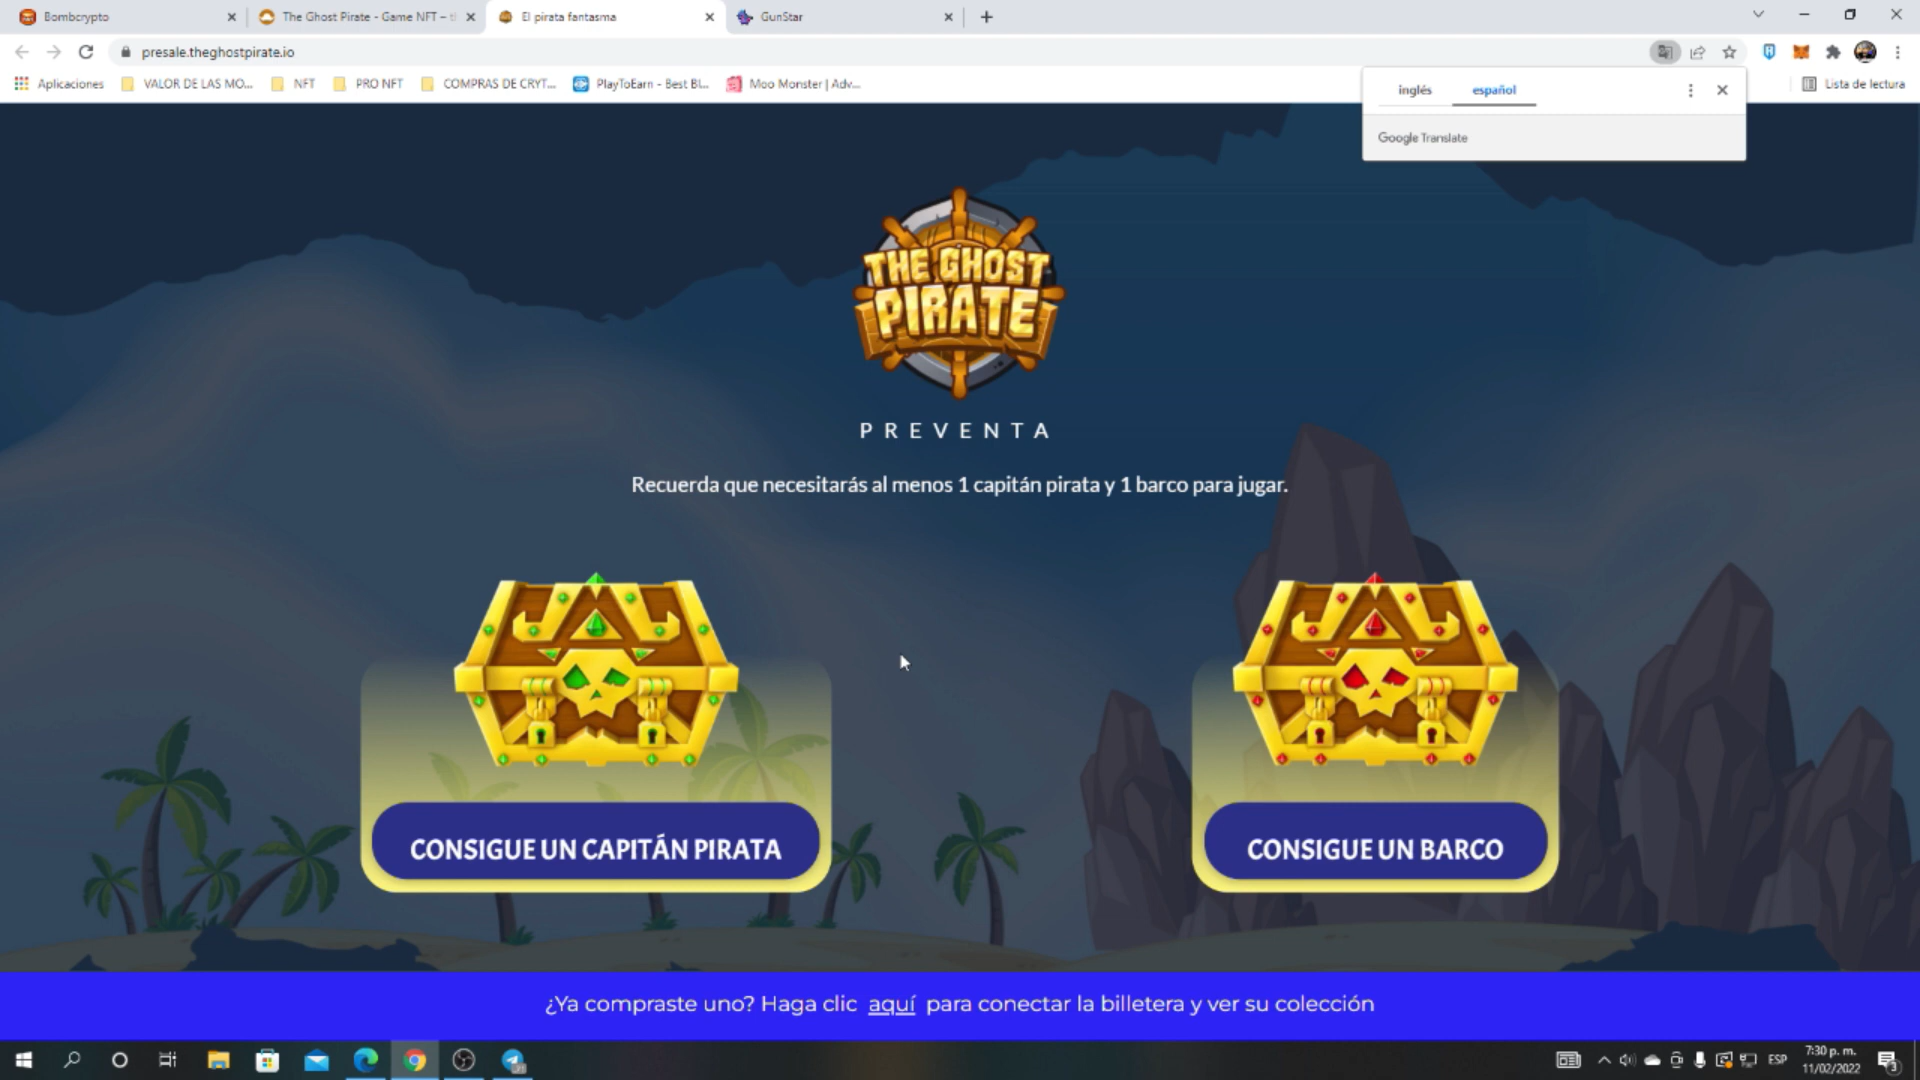 Bombcrypto
The Ghost Pirate - Game NFT – tl
El pirata fantasma
GunStar
presale.theghostpirate.io
Aplicaciones
VALOR DE LAS MO...
NFT
PRO NFT
COMPRAS DE CRYT...
PlayToEarn - Best Bl...
Moo Monster | Adv...
Lista de lectura
inglés
español
Google Translate
THE GHOST
PIRATE
PREVENTA
Recuerda que necesitarás al menos 1 capitán pirata y 1 barco para jugar.
CONSIGUE UN CAPITÁN PIRATA
CONSIGUE UN BARCO
¿Ya compraste uno? Haga clic aquí para conectar la billetera y ver su colección
ESP
7:30 p. m.
11/02/2022
3